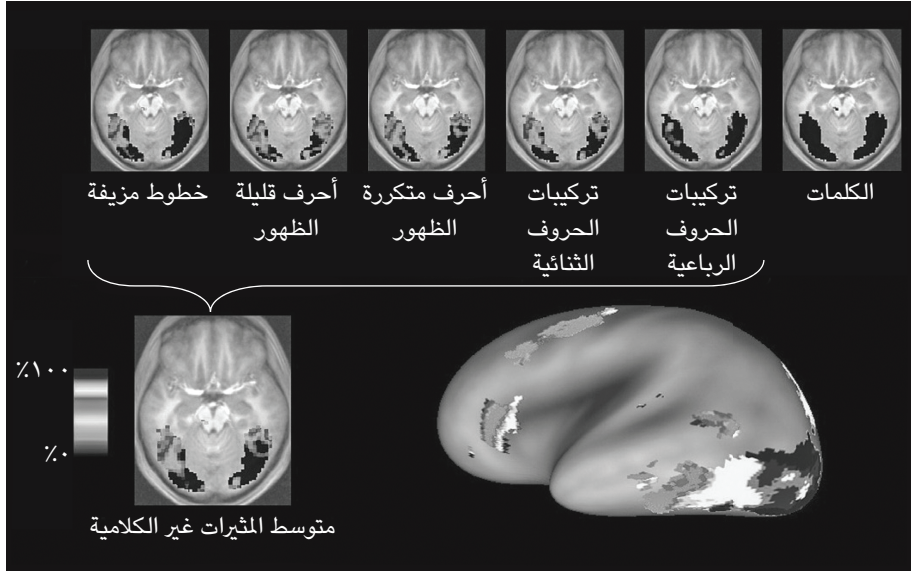 الكلمات
تركيبات
الحروف
الرباعية
تركيبات
الحروف
الثنائية
أحرف متكررة
الظهور
أحرف قليلة
الظهور
خطوط مزيفة
٪١٠٠
٪٠
متوسط المثيرات غير الكلامية